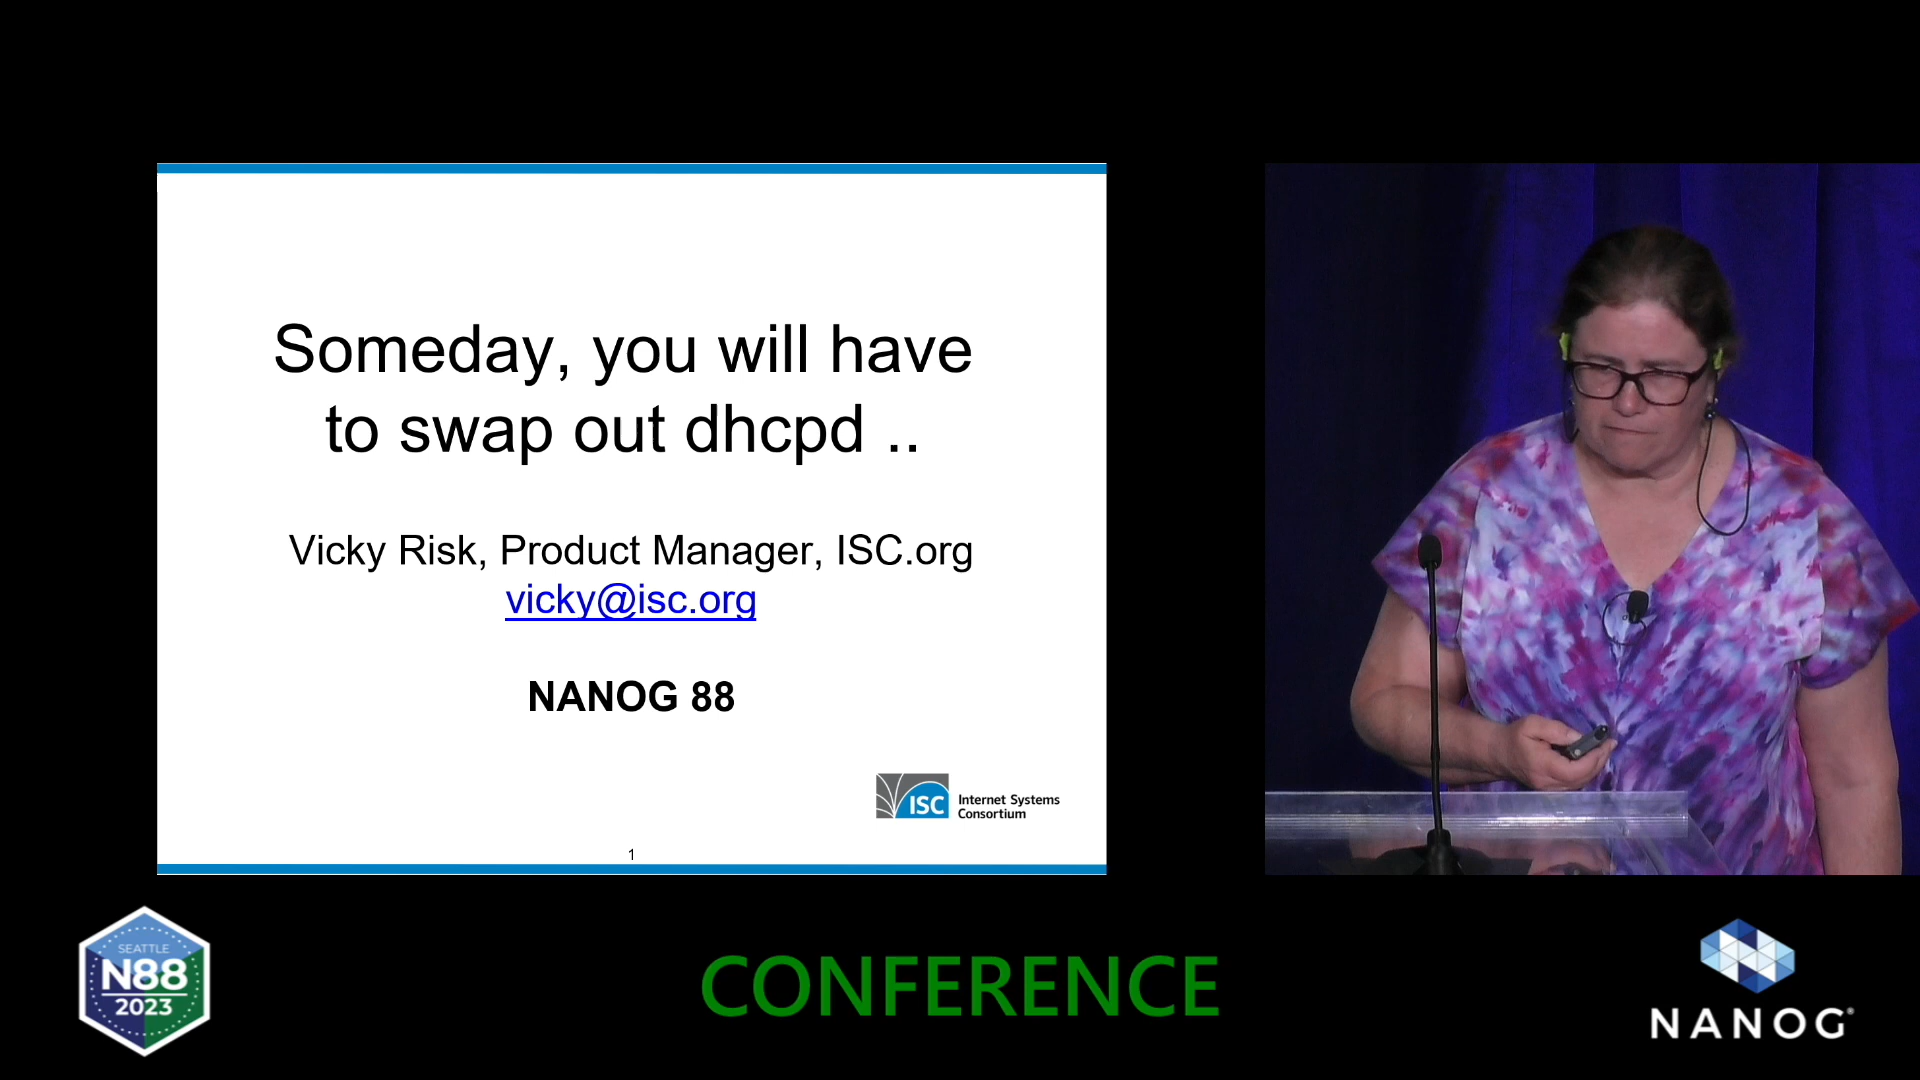 Someday, you will have
to swap out dhcpd ..
Vicky Risk, Product Manager, ISC.org
vicky@isc.org
NANOG 88
ISC
Internet Systems
Consortium
1
SEATTLE
N88
2023
CONFERENCE
NANOG®